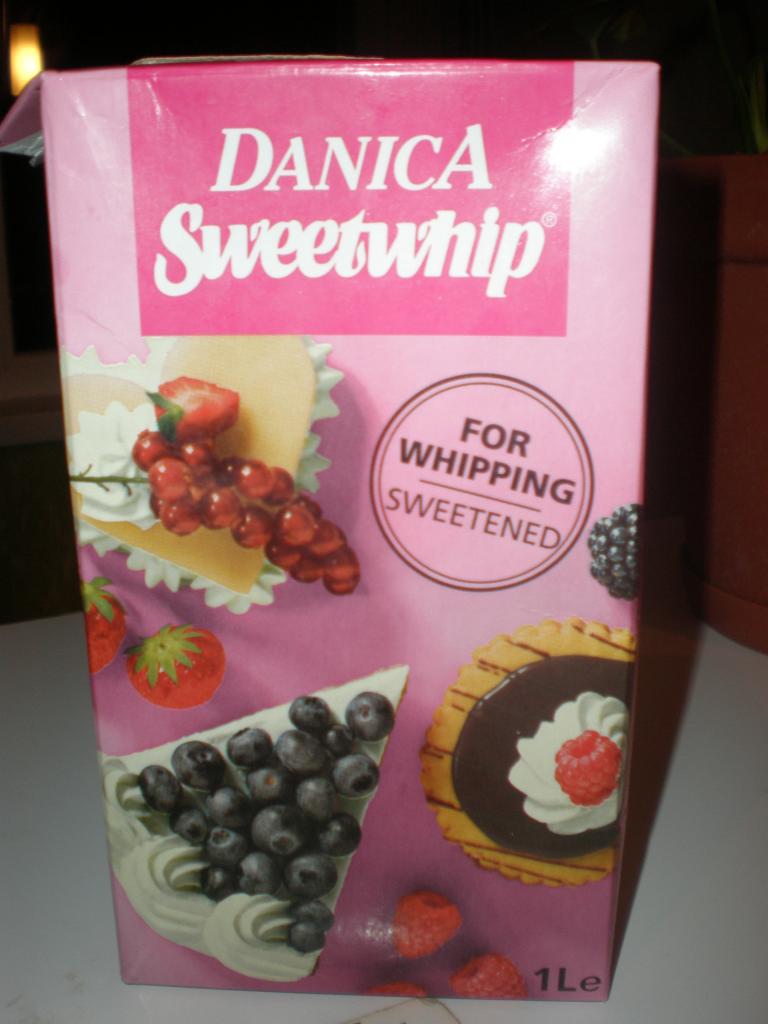 DANICA
Sweetwhip®
FOR
WHIPPING
SWEETENED
1Le